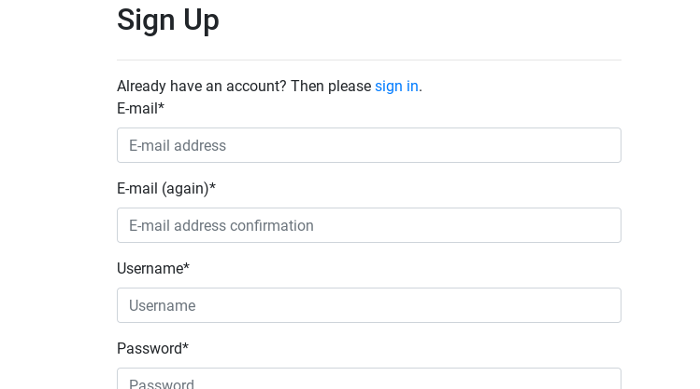 Sign Up
Already have an account? Then please sign in.
E-mail*
E-mail address
E-mail (again)*
E-mail address confirmation
Username*
Username
Password*
Password